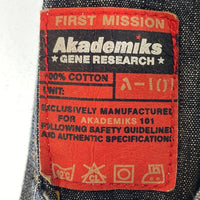 FIRST MISSION
Akademiks
★ GENE RESEARCH ★
100% COTTON
UNIT:
A-101
EXCLUSIVELY MANUFACTURED
FOR AKADEMIKS 101
FOLLOWING SAFETY GUIDELINES
AND AUTHENTIC SPECIFICATIONS